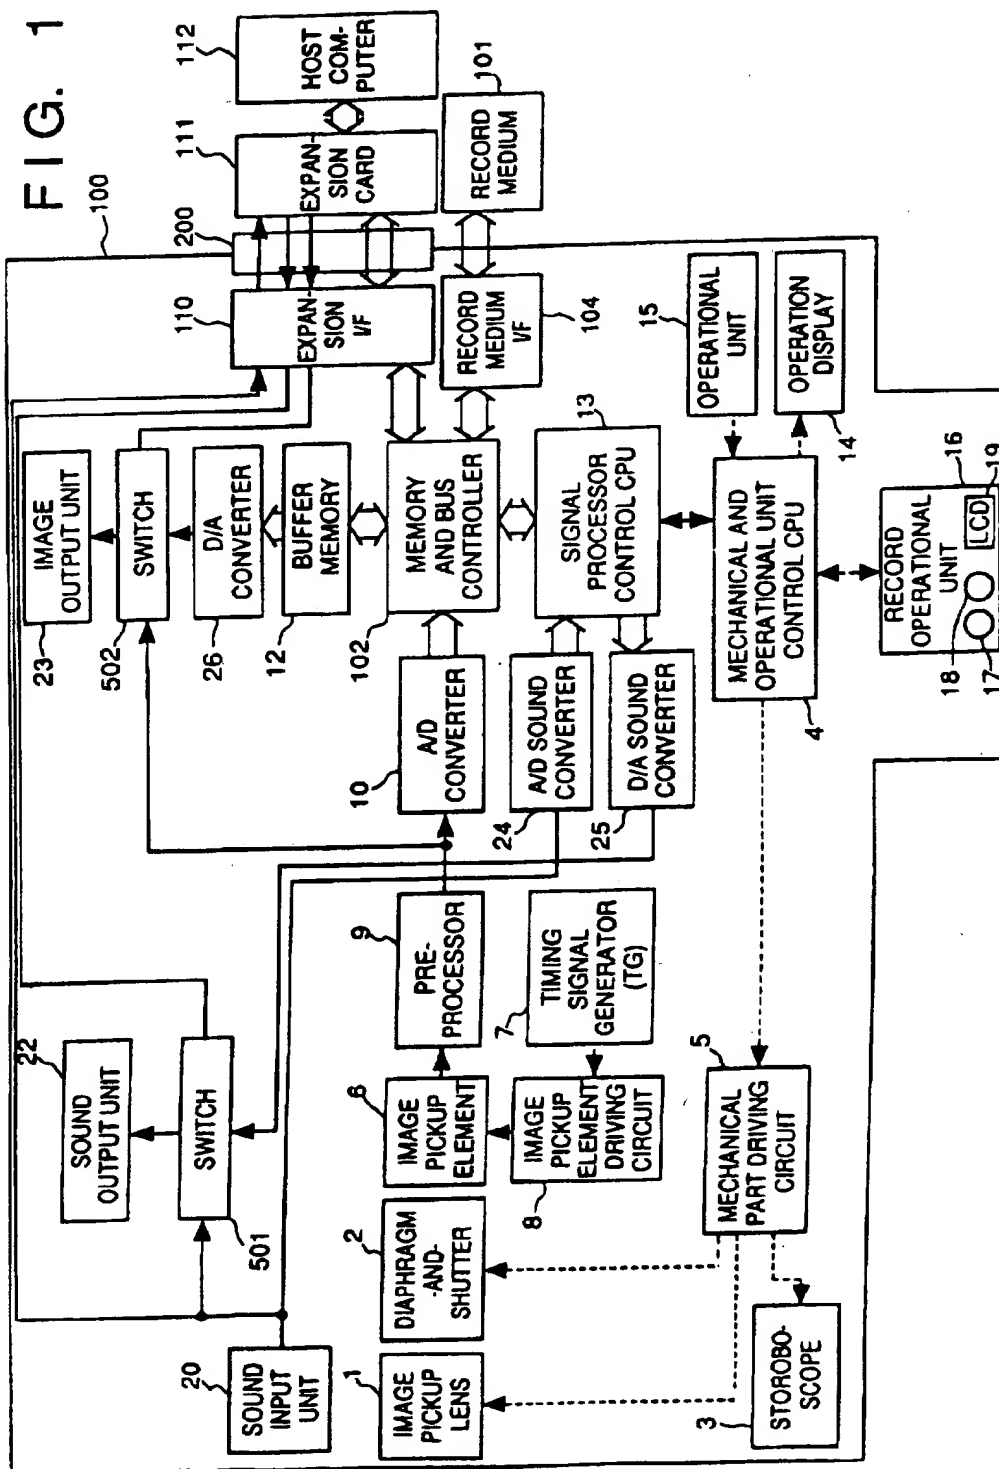 FIG. 1
100
22
SOUND
OUTPUT UNIT
SWITCH
501
20
SOUND
INPUT
UNIT
23
IMAGE
OUTPUT UNIT
502
SWITCH
26
D/A
CONVERTER
12
BUFFER
MEMORY
102
MEMORY
AND BUS
CONTROLLER
110
EXPAN-
SION
I/F
200
111
EXPAN-
SION
CARD
112
HOST
COM-
PUTER
101
RECORD
MEDIUM
104
RECORD
MEDIUM
I/F
1
IMAGE
PICKUP
LENS
2
DIAPHRAGM
-AND-
SHUTTER
6
IMAGE
PICKUP
ELEMENT
9
PRE-
PROCESSOR
10
A/D
CONVERTER
7
TIMING
SIGNAL
GENERATOR
(TG)
8
IMAGE PICKUP
ELEMENT
DRIVING
CIRCUIT
24
A/D SOUND
CONVERTER
25
D/A SOUND
CONVERTER
13
SIGNAL
PROCESSOR
CONTROL CPU
15
OPERATIONAL
UNIT
14
OPERATION
DISPLAY
4
MECHANICAL AND
OPERATIONAL UNIT
CONTROL CPU
5
MECHANICAL
PART DRIVING
CIRCUIT
3
STOROBO-
SCOPE
16
RECORD
OPERATIONAL
UNIT
18
17
LCD
19